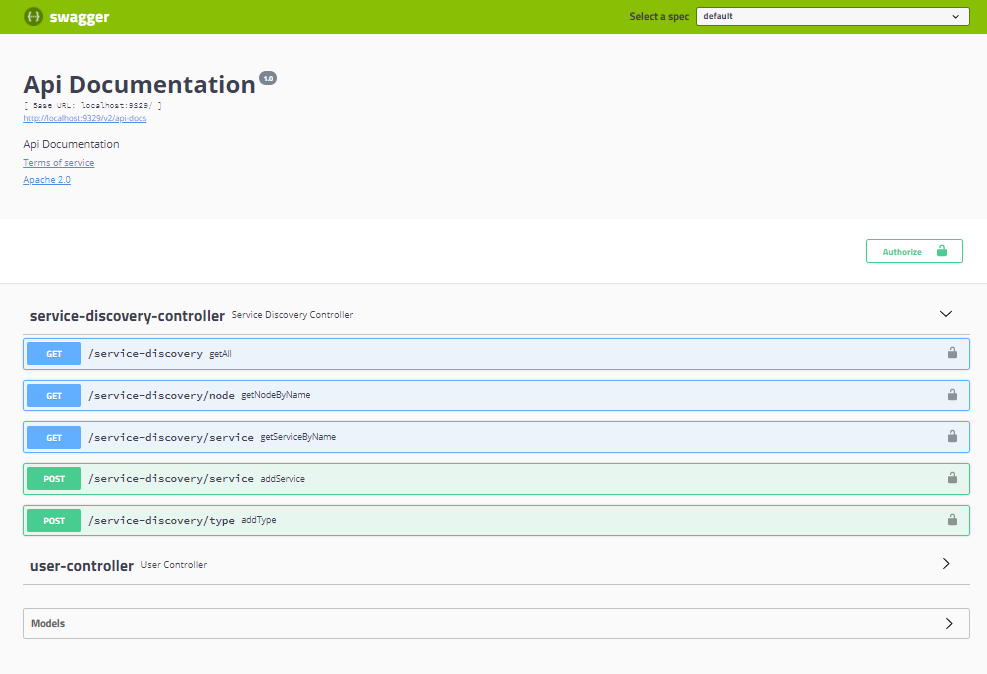 swagger
Select a spec default
Api Documentation 1.0
[ Base URL: localhost:9329/ ]
http://localhost:9329/v2/api-docs
Api Documentation
Terms of service
Apache 2.0
Authorize
service-discovery-controller Service Discovery Controller
GET /service-discovery getAll
GET /service-discovery/node getNodeByName
GET /service-discovery/service getServiceByName
POST /service-discovery/service addService
POST /service-discovery/type addType
user-controller User Controller
Models